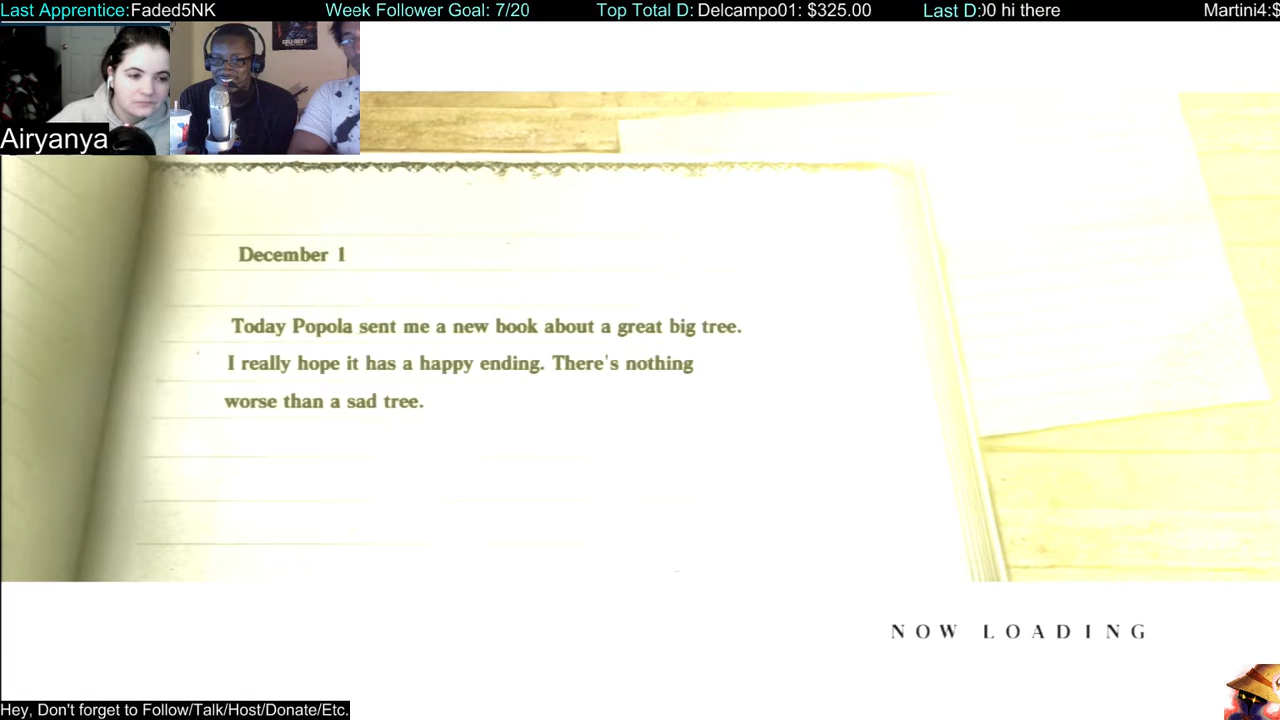 Last Apprentice:Faded5NK
Week Follower Goal: 7/20
Top Total D: Delcampo01: $325.00
Last D:
hi there
Martini4:$
Airyanya
December 1
Today Popola sent me a new book about a great big tree.
I really hope it has a happy ending. There's nothing
worse than a sad tree.
NOW LOADING
Hey, Don't forget to Follow/Talk/Host/Donate/Etc.